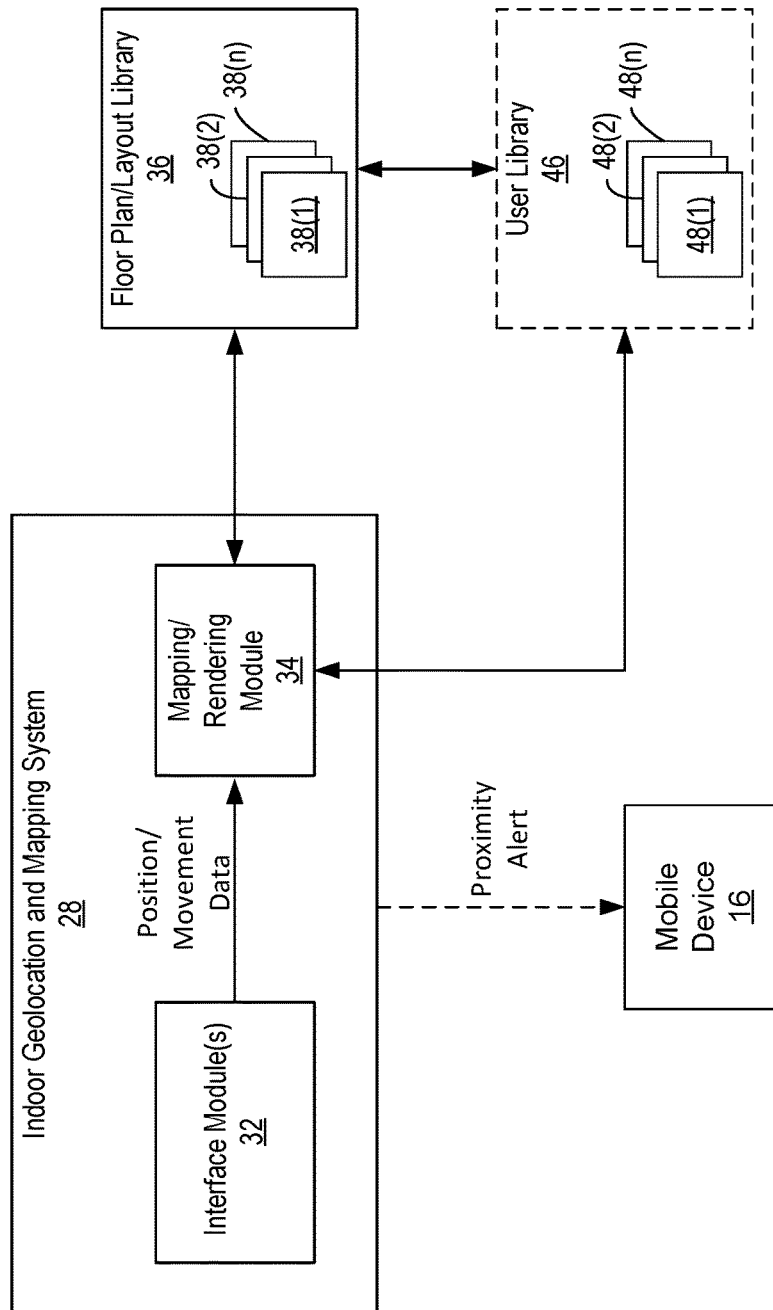 Indoor Geolocation and Mapping System
28
Interface Module(s)
32
Position/
Movement
Data
Mapping/
Rendering
Module
34
Floor Plan/Layout Library
36
38(2)
38(n)
38(1)
Proximity
Alert
Mobile
Device
16
User Library
46
48(2)
48(n)
48(1)